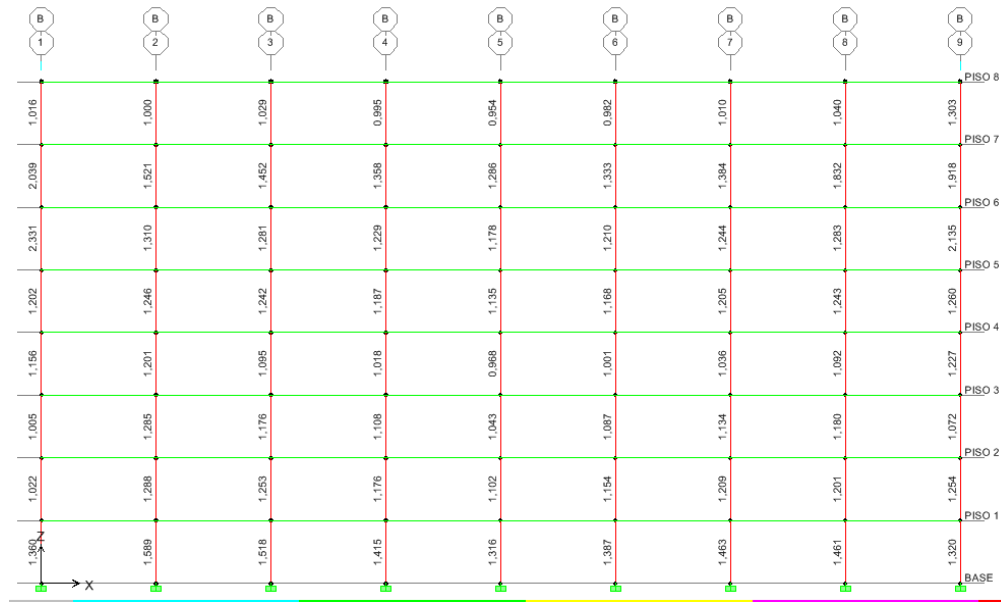 B B B B B B B B B
1 2 3 4 5 6 7 8 9
PISO 8
1,016 1,000 1,029 0,995 0,954 0,982 1,010 1,040 1,303
PISO 7
2,039 1,521 1,452 1,358 1,286 1,333 1,384 1,832 1,918
PISO 6
2,331 1,310 1,281 1,229 1,178 1,210 1,244 1,283 2,135
PISO 5
1,202 1,246 1,242 1,187 1,135 1,168 1,205 1,243 1,260
PISO 4
1,156 1,201 1,095 1,018 0,968 1,001 1,036 1,092 1,227
PISO 3
1,005 1,285 1,176 1,108 1,043 1,087 1,134 1,180 1,072
PISO 2
1,022 1,288 1,253 1,176 1,102 1,154 1,209 1,201 1,254
PISO 1
Z
1,360 1,589 1,518 1,415 1,316 1,387 1,463 1,461 1,320
X
BASE